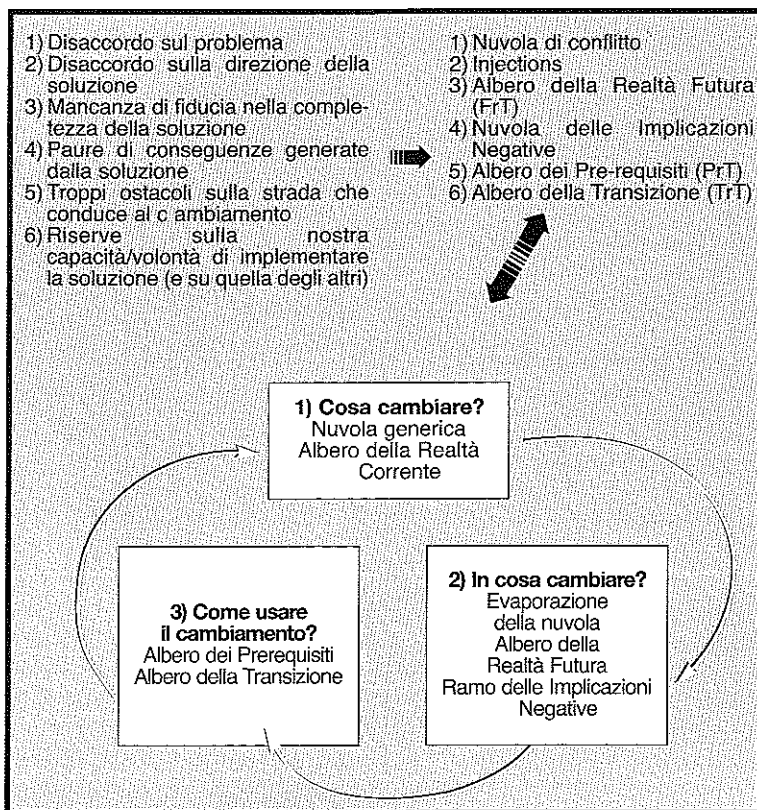 1) Disaccordo sul problema
2) Disaccordo sulla direzione della
soluzione
3) Mancanza di fiducia nella comple-
tezza della soluzione
4) Paure di conseguenze generate
dalla soluzione
5) Troppi ostacoli sulla strada che
conduce al c ambiamento
6) Riserve sulla nostra
capacità/volontà di implementare
la soluzione (e su quella degli altri)
1) Nuvola di conflitto
2) Injections
3) Albero della Realtà Futura
(FrT)
4) Nuvola delle Implicazioni
Negative
5) Albero dei Pre-requisiti (PrT)
6) Albero della Transizione (TrT)
1) Cosa cambiare?
Nuvola generica
Albero della Realtà
Corrente
2) In cosa cambiare?
Evaporazione
della nuvola
Albero della
Realtà Futura
Ramo delle Implicazioni
Negative
3) Come usare
il cambiamento?
Albero dei Prerequisiti
Albero della Transizione